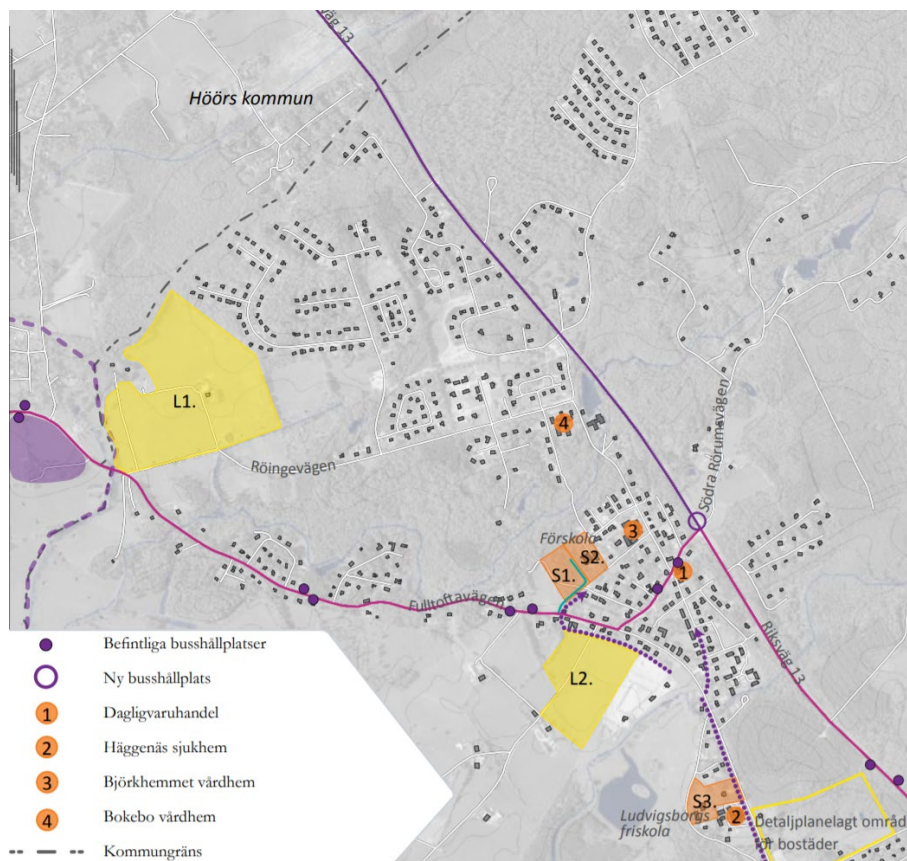 väg 13
Höörs kommun
L1.
4
Röingevägen
Södra Rörumsvägen
3
Förskola
S2.
S1.
1
Fulltoftavägen
Riksväg 13
L2.
S3.
Ludvigsborgs
friskola
2
Detaljplanelagt områd
för bostäder
Befintliga busshållplatser
Ny busshållplats
1 Dagligvaruhandel
2 Häggenäs sjukhem
3 Björkhemmet vårdhem
4 Bokebo vårdhem
Kommungräns